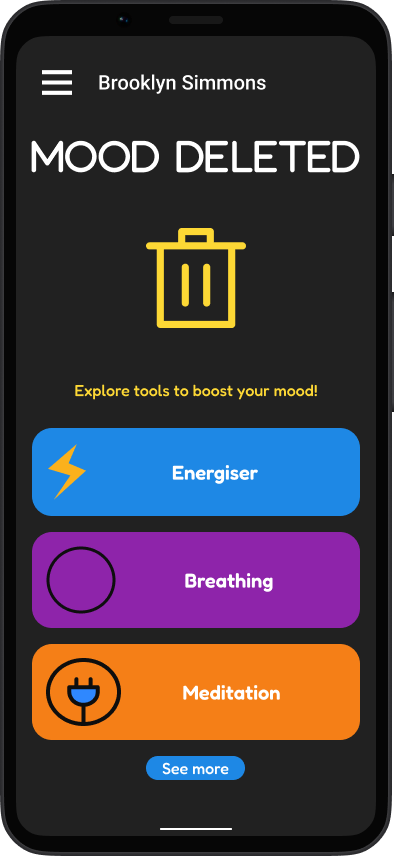 Brooklyn Simmons
MOOD DELETED
Explore tools to boost your mood!
Energiser
Breathing
Meditation
See more